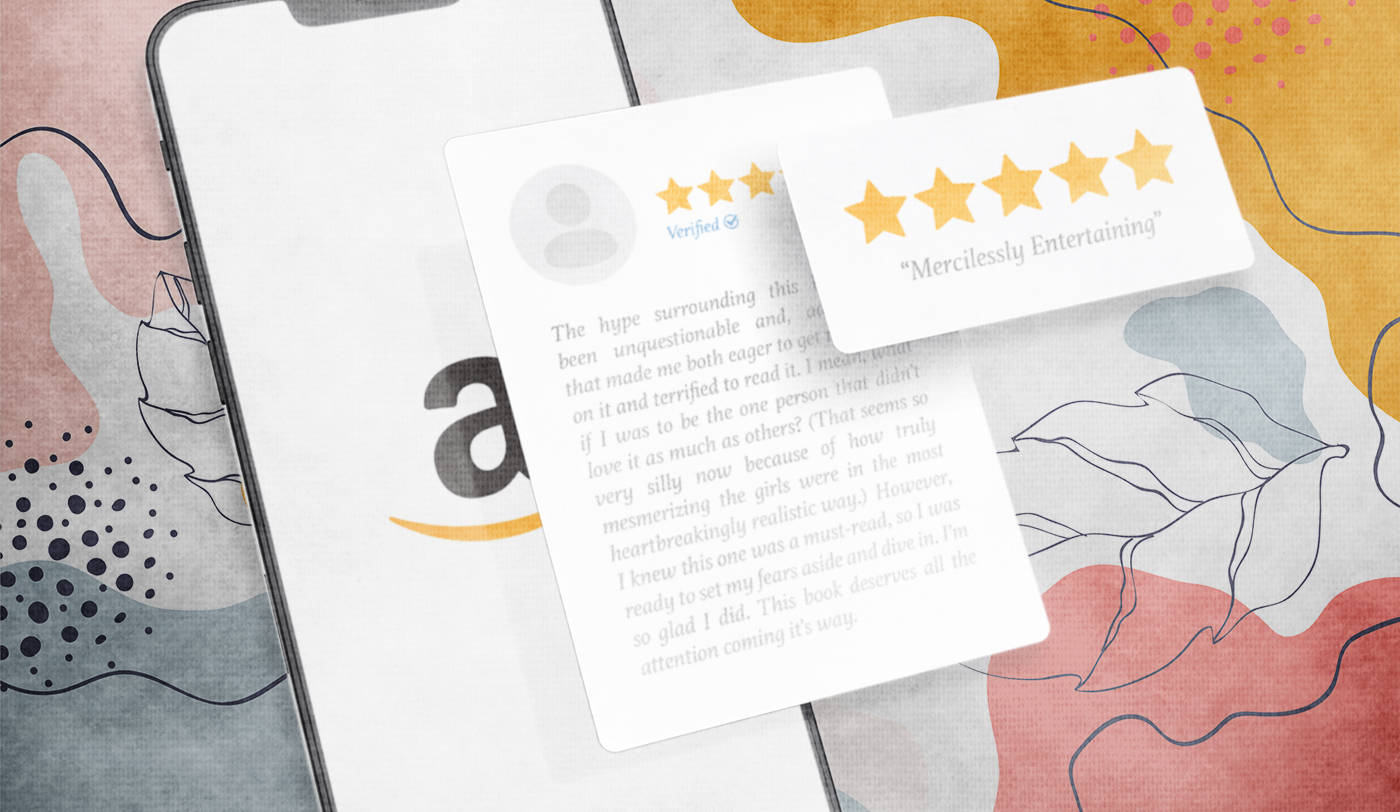 a
Verified
“Mercilessly Entertaining”
The hype surrounding this
been unquestionable and,
that made me both eager to get
on it and terrified to read it. I mean, what
if I was to be the one person that didn't
love it as much as others? (That seems so
very silly now because of how truly
mesmerizing the girls were in the most
heartbreakingly realistic way.) However,
I knew this one was a must-read, so I was
ready to set my fears aside and dive in. I'm
so glad I did. This book deserves all the
attention coming it's way.